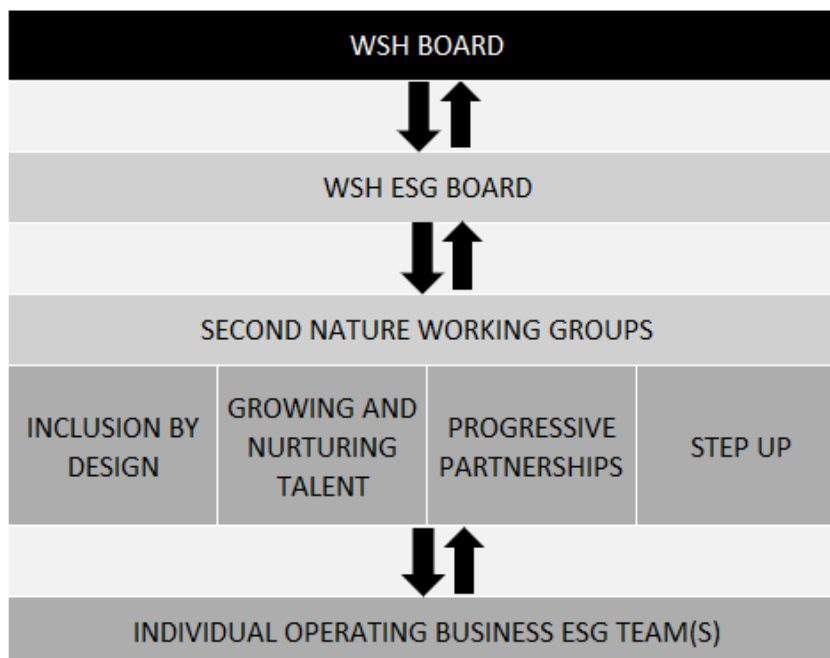 WSH BOARD
WSH ESG BOARD
SECOND NATURE WORKING GROUPS
INCLUSION BY
DESIGN
GROWING AND
NURTURING
TALENT
PROGRESSIVE
PARTNERSHIPS
STEP UP
INDIVIDUAL OPERATING BUSINESS ESG TEAM(S)